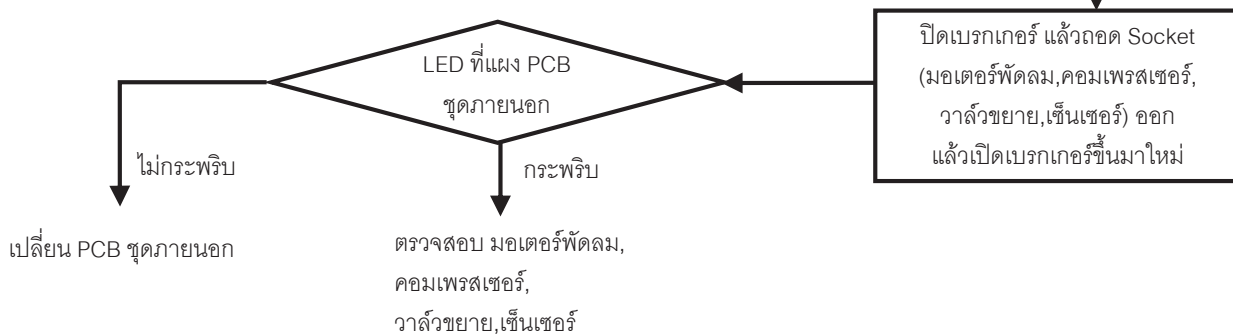 ปิดเบรกเกอร์ แล้วถอด Socket
(มอเตอร์พัดลม,คอมเพรสเซอร์,
วาล์วขยาย,เซ็นเซอร์) ออก
แล้วเปิดเบรกเกอร์ขึ้นมาใหม่
LED ที่แผง PCB
ชุดภายนอก
ไม่กระพริบ
กระพริบ
เปลี่ยน PCB ชุดภายนอก
ตรวจสอบ มอเตอร์พัดลม,
คอมเพรสเซอร์,
วาล์วขยาย,เซ็นเซอร์